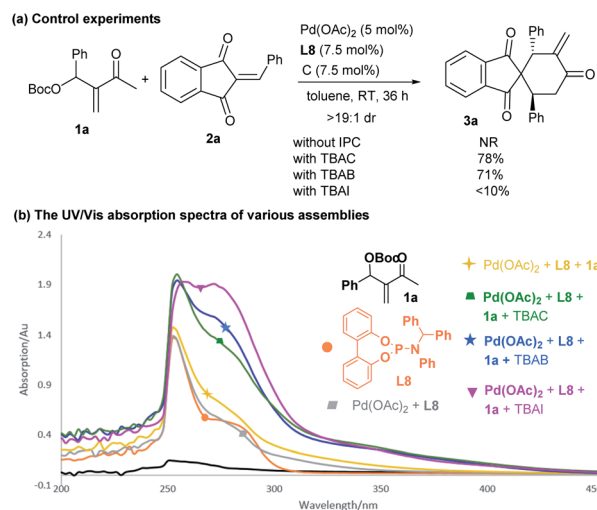 (a) Control experiments
Pd(OAc)2 (5 mol%)
L8 (7.5 mol%)
C (7.5 mol%)
toluene, RT, 36 h
>19:1 dr
Ph
O
BocO
1a
+
O
Ph
O
2a
O
Ph
O
O
Ph
3a
without IPC NR
with TBAC 78%
with TBAB 71%
with TBAI <10%
(b) The UV/Vis absorption spectra of various assemblies
Absorption/Au
2.4
1.9
1.4
0.9
0.4
-0.1
200 250 300 350 400
Wavelength/nm
OBoc
O
Ph
1a
O
P
N
O
Ph
Ph
Ph
L8
Pd(OAc)2 + L8
Pd(OAc)2 + L8 + 1a
Pd(OAc)2 + L8 +
1a + TBAC
Pd(OAc)2 + L8 +
1a + TBAB
Pd(OAc)2 + L8 +
1a + TBAI